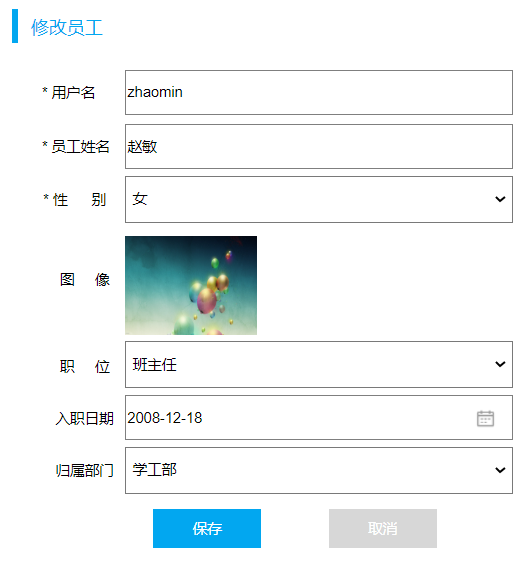 修改员工
* 用户名 zhaomin
* 员工姓名 赵敏
* 性 别 女
图 像
职 位 班主任
入职日期 2008-12-18
归属部门 学工部
保存 取消